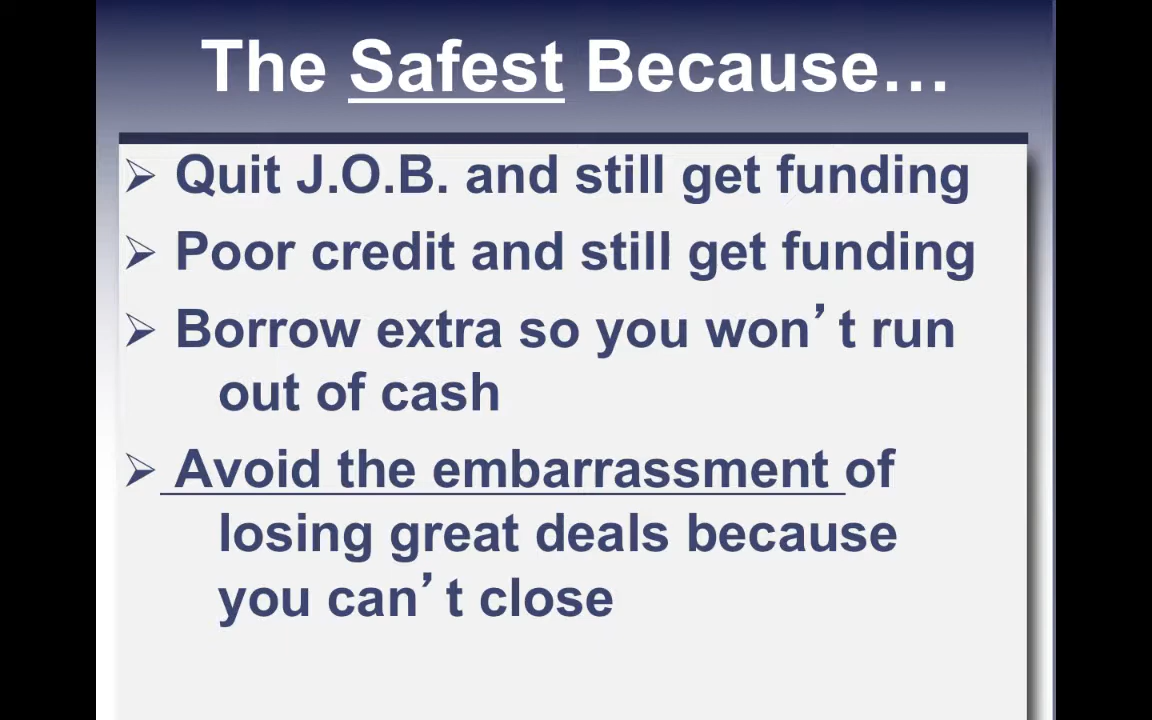 The Safest Because…
➢ Quit J.O.B. and still get funding
➢ Poor credit and still get funding
➢ Borrow extra so you won’t run
out of cash
➢ Avoid the embarrassment of
losing great deals because
you can’t close